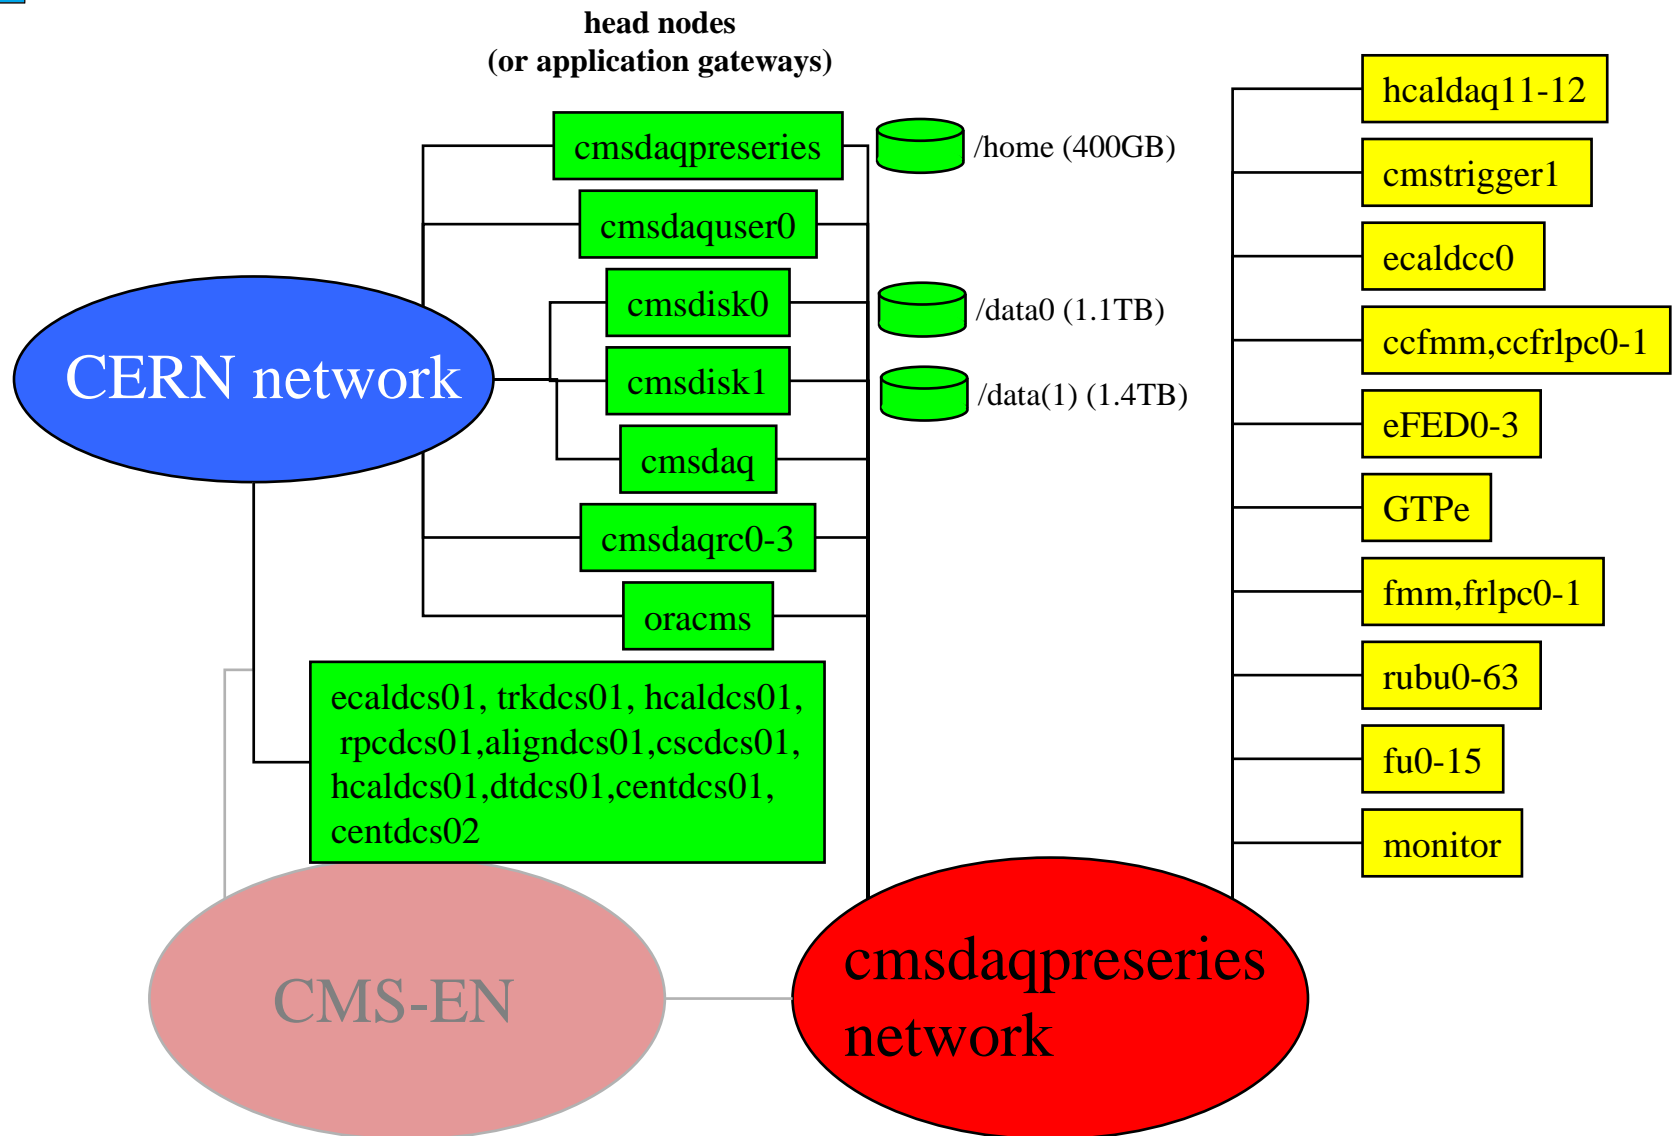 head nodes
(or application gateways)
cmsdaqpreseries
/home (400GB)
cmsdaquser0
cmsdisk0
/data0 (1.1TB)
cmsdisk1
/data(1) (1.4TB)
cmsdaq
cmsdaqrc0-3
oracms
CERN network
ecaldcs01, trkdcs01, hcaldcs01,
rpcdcs01,aligndcs01,cscdcs01,
hcaldcs01,dtdcs01,centdcs01,
centdcs02
CMS-EN
cmsdaqpreseries
network
hcaldaq11-12
cmstrigger1
ecaldcc0
ccfmm,ccfrlpc0-1
eFED0-3
GTPe
fmm,frlpc0-1
rubu0-63
fu0-15
monitor